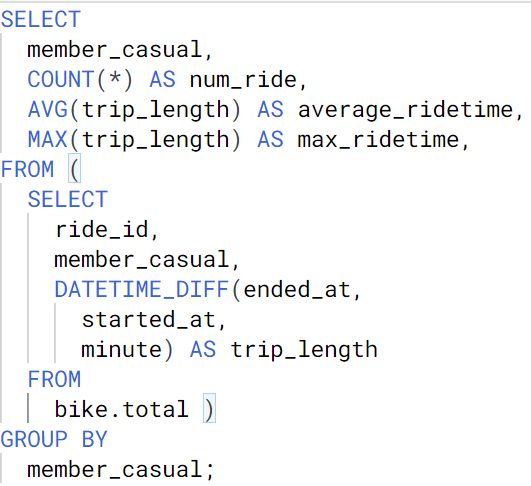 SELECT
member_casual,
COUNT(*) AS num_ride,
AVG(trip_length) AS average_ridetime,
MAX(trip_length) AS max_ridetime,
FROM (
SELECT
ride_id,
member_casual,
DATETIME_DIFF(ended_at,
started_at,
minute) AS trip_length
FROM
bike.total )
GROUP BY
member_casual;